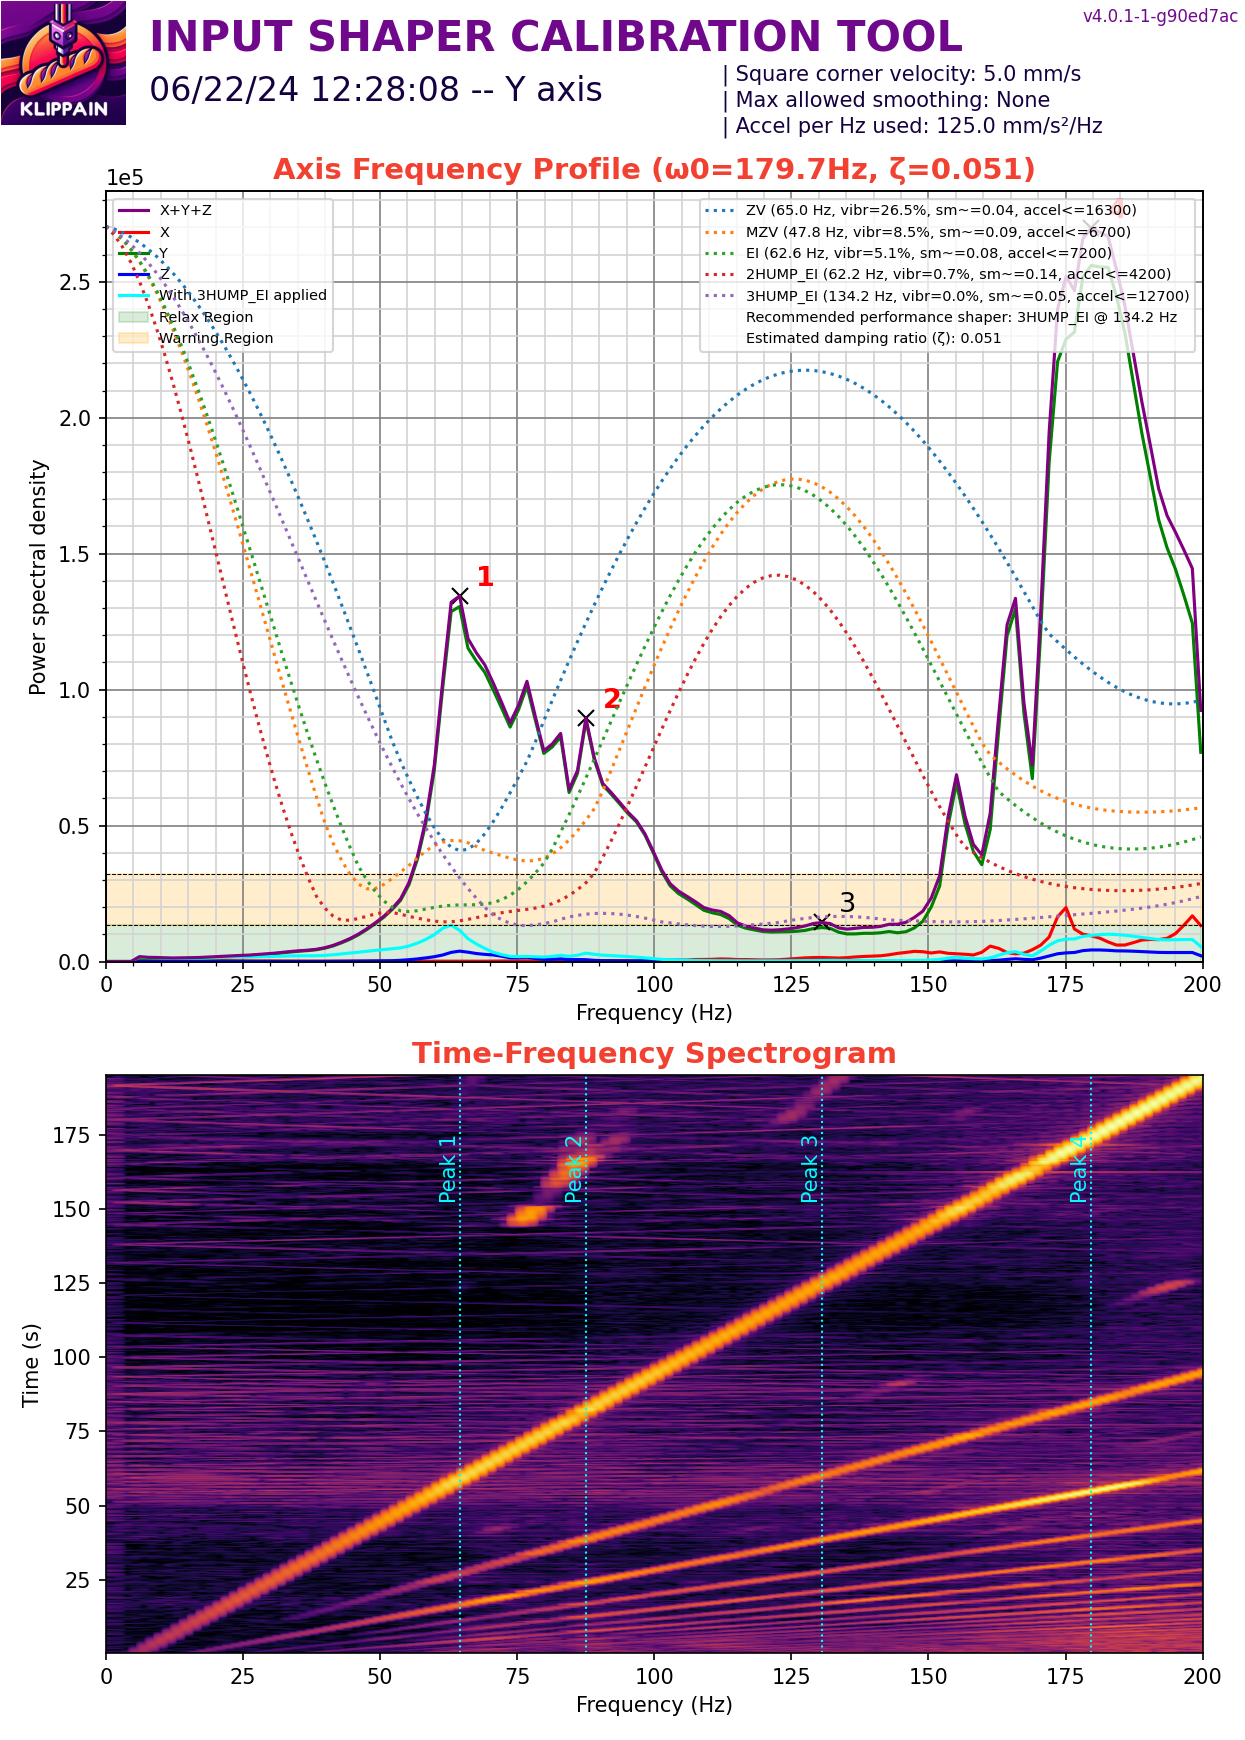 v4.0.1-1-g90ed7ac
INPUT SHAPER CALIBRATION TOOL
KLIPPAIN
06/22/24 12:28:08 -- Y axis
| Square corner velocity: 5.0 mm/s
| Max allowed smoothing: None
| Accel per Hz used: 125.0 mm/s²/Hz
Axis Frequency Profile (ω0=179.7Hz, ζ=0.051)
1e5
X+Y+Z
X
Y
Z
With 3HUMP_EI applied
Relax Region
Warning Region
ZV (65.0 Hz, vibr=26.5%, sm~=0.04, accel<=16300)
MZV (47.8 Hz, vibr=8.5%, sm~=0.09, accel<=6700)
EI (62.6 Hz, vibr=5.1%, sm~=0.08, accel<=7200)
2HUMP_EI (62.2 Hz, vibr=0.7%, sm~=0.14, accel<=4200)
3HUMP_EI (134.2 Hz, vibr=0.0%, sm~=0.05, accel<=12700)
Recommended performance shaper: 3HUMP_EI @ 134.2 Hz
Estimated damping ratio (ζ): 0.051
4
2.5
2.0
1.5
1.0
0.5
0.0
Power spectral density
1
2
3
0 25 50 75 100 125 150 175 200
Frequency (Hz)
Time-Frequency Spectrogram
175
150
125
100
75
50
25
Time (s)
Peak 1
Peak 2
Peak 3
Peak 4
0 25 50 75 100 125 150 175 200
Frequency (Hz)